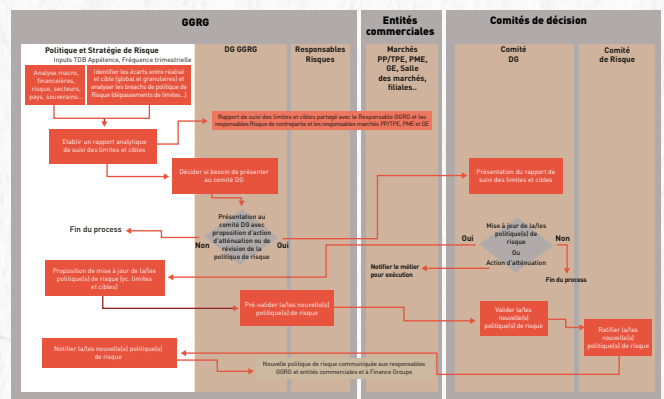 GGRG
Entités
commerciales
Comités de décision
Politique et Stratégie de Risque
Inputs TDB Appétence, Fréquence trimestrielle
DG GGRG
Responsables
Risques
Marchés
PP/TPE, PME,
GE, Salle
des marchés,
filiales..
Comité
DG
Comité
de Risque
Analyse macro,
financières,
risque, secteurs,
pays, souverains...
Identifier les écarts entre réalisé
et cible (global et granulaires) et
analyser les breachs de politique de
Risque (dépassements de limites...)
Rapport de suivi des limites et cibles partagé avec le Responsable GGRG et les
responsables Risque de contrepartie et les responsables marchés PP/TPE, PME et GE
Etablir un rapport analytique
de suivi des limites et cibles
Décider si besoin de présenter
au comité DG
Présentation du rapport de
suivi des limites et cibles
Fin du process
Présentation au
comité DG avec
proposition d'action
d'atténuation ou de
révision de la
politique de risque
Non
Oui
Oui
Mise à jour de la/les
politique(s) de
risque
Ou
Action d'atténuation
Non
Proposition de mise à jour de la/les
politique(s) de risque (yc. limites
et cibles)
Notifier le métier
pour exécution
Fin du process
Pré-valider la/les nouvelle(s)
politique(s) de risque
Valider la/les
nouvelle(s)
politique(s) de risque
Ratifier la/les
nouvelle(s)
politique(s) de risque
Notifier la/les nouvelle(s) politique(s)
de risque
Nouvelle politique de risque communiquée aux responsables
GGRG et entités commerciales et à Finance Groupe